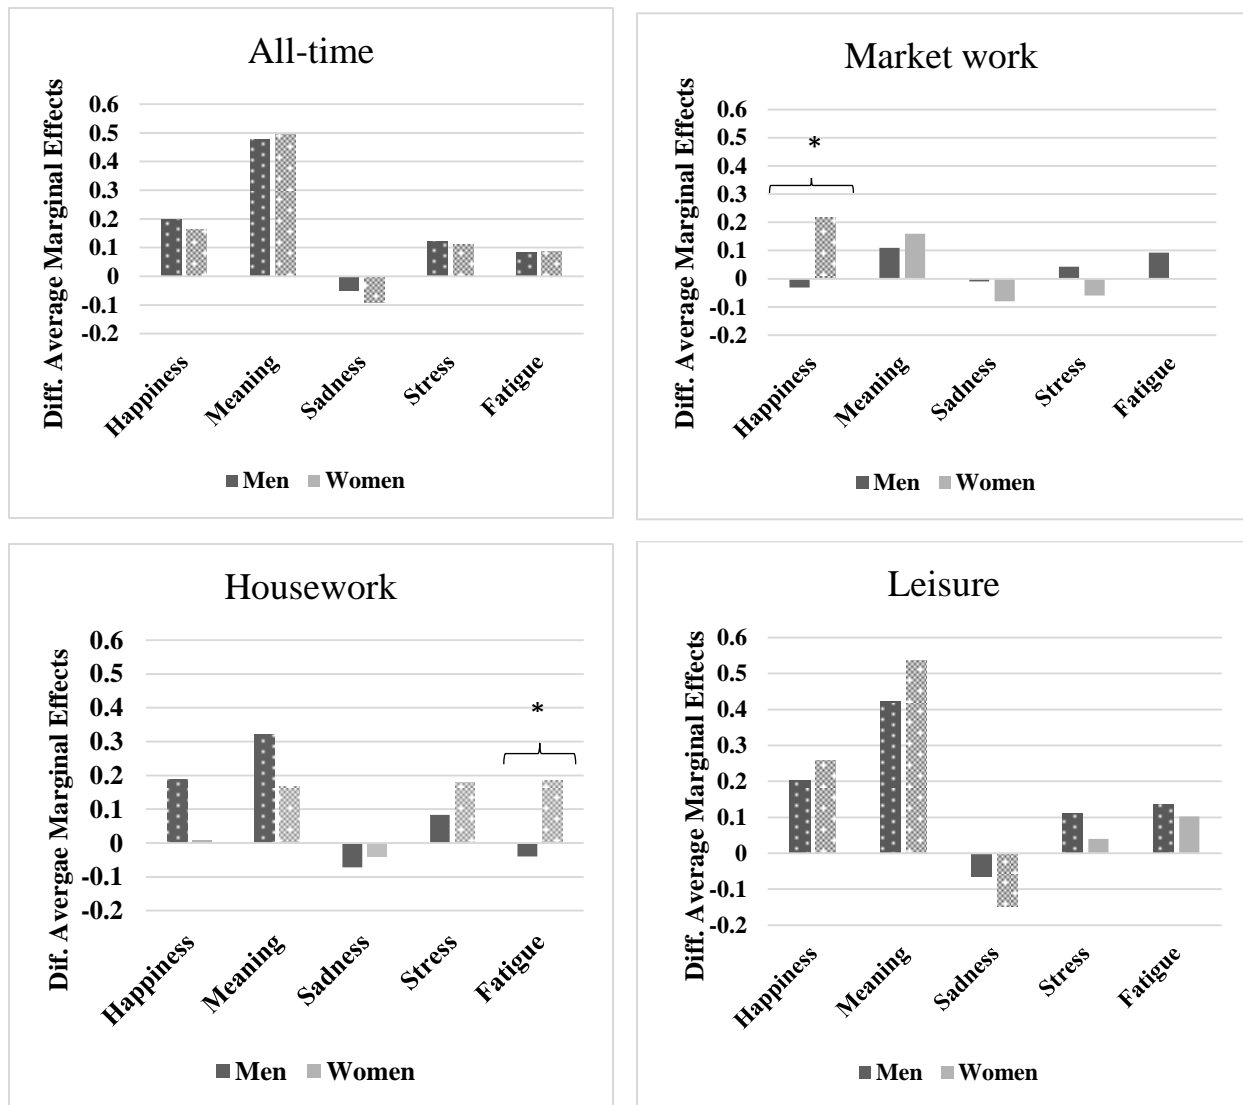 All-time
Diff. Average Marginal Effects
0.6
0.5
0.4
0.3
0.2
0.1
0
-0.1
-0.2
Happiness
Meaning
Sadness
Stress
Fatigue
Men Women
Market work
Diff. Average Marginal Effects
0.6
0.5
0.4
0.3
0.2
0.1
0
-0.1
-0.2
*
Happiness
Meaning
Sadness
Stress
Fatigue
Men Women
Housework
Dif. Avergae Marginal Effects
0.6
0.5
0.4
0.3
0.2
0.1
0
-0.1
-0.2
*
Happiness
Meaning
Sadness
Stress
Fatigue
Men Women
Leisure
Diff. Average Marginal Effects
0.6
0.5
0.4
0.3
0.2
0.1
0
-0.1
-0.2
Happiness
Meaning
Sadness
Stress
Fatigue
Men Women